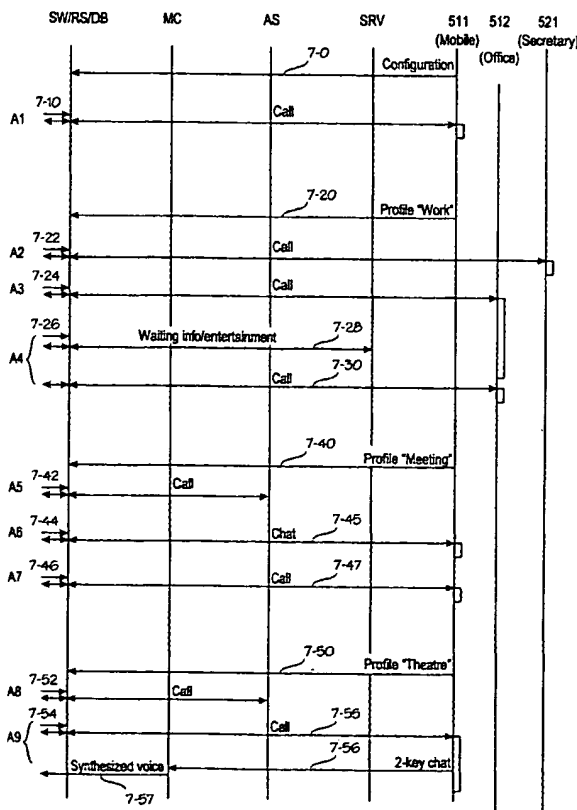 SW/RS/DB MC AS SRV 511 512 521
(Mobile) (Secretary)
(Office)
7-0
Configuration
7-10
A1 Call
7-20
Profile "Work"
7-22
A2 Call
7-24
A3 Call
7-26
Waiting info/entertainment 7-28
A4
7-30
Call
7-40
Profile "Meeting"
7-42
A5 Call
7-44 7-45
A6 Chat
7-46 7-47
A7 Call
7-50
Profile "Theatre"
7-52
A8 Call
7-54 7-55
A9 Call
7-56
Synthesized voice 2-key chat
7-57